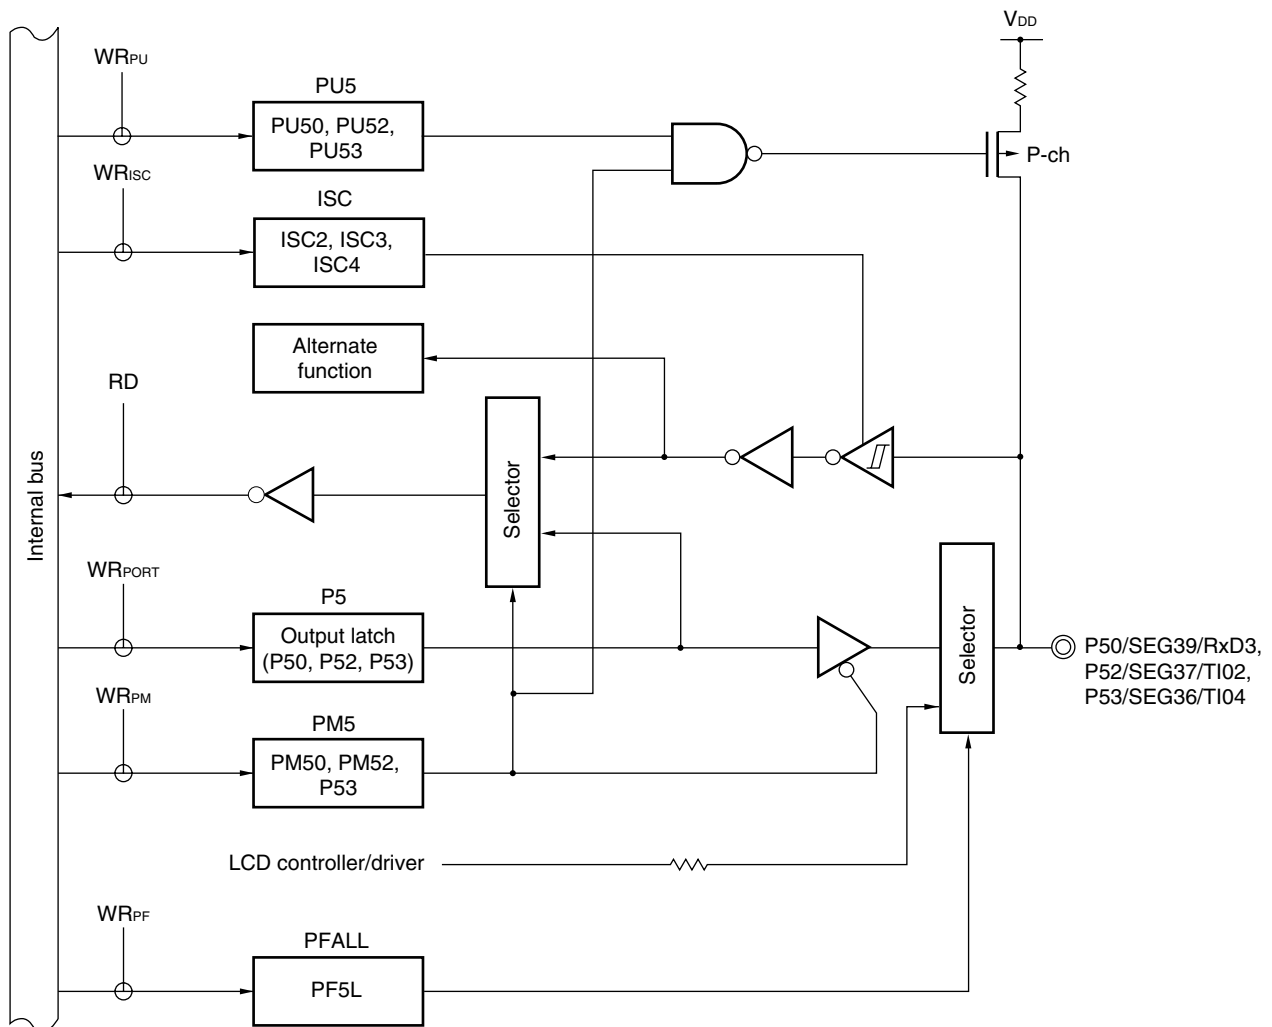 VDD
WRPU
PU5
PU50, PU52,
PU53
P-ch
WRISC
ISC
ISC2, ISC3,
ISC4
Alternate
function
RD
Selector
Internal bus
WRPORT
P5
Output latch
(P50, P52, P53)
Selector
P50/SEG39/RxD3,
P52/SEG37/TI02,
P53/SEG36/TI04
WRPM
PM5
PM50, PM52,
P53
LCD controller/driver
WRPF
PFALL
PF5L